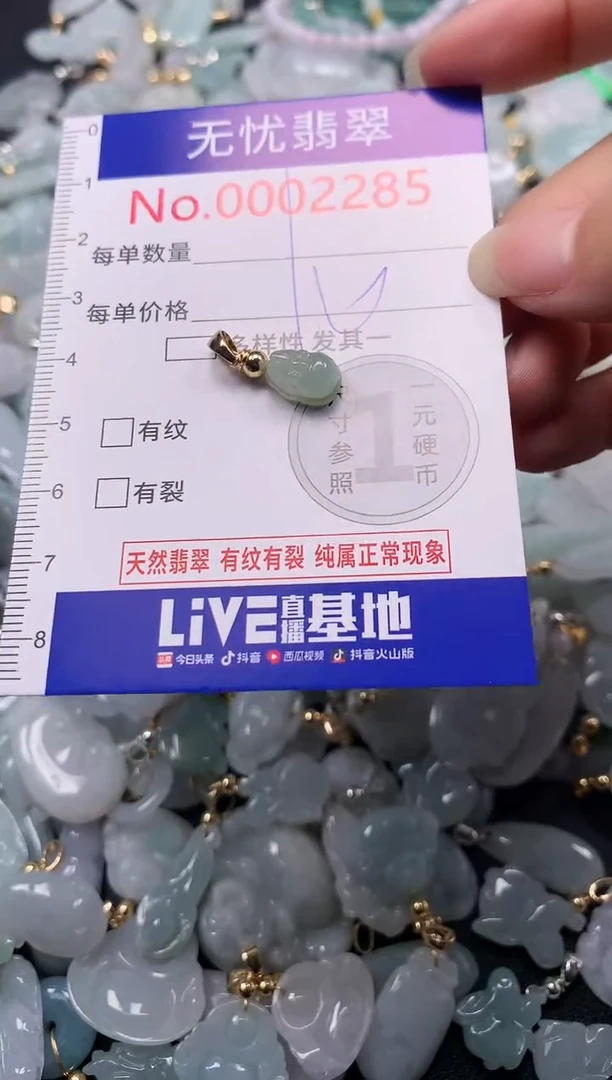 无忧翡翠
No.0002285
0
1
2
3
4
5
6
7
8
每单数量
每单价格
多样性 发其一
有纹
有裂
寸参照
1
一元硬币
天然翡翠 有纹有裂 纯属正常现象
LiVE直播基地
今日头条 抖音 西瓜视频 抖音火山版